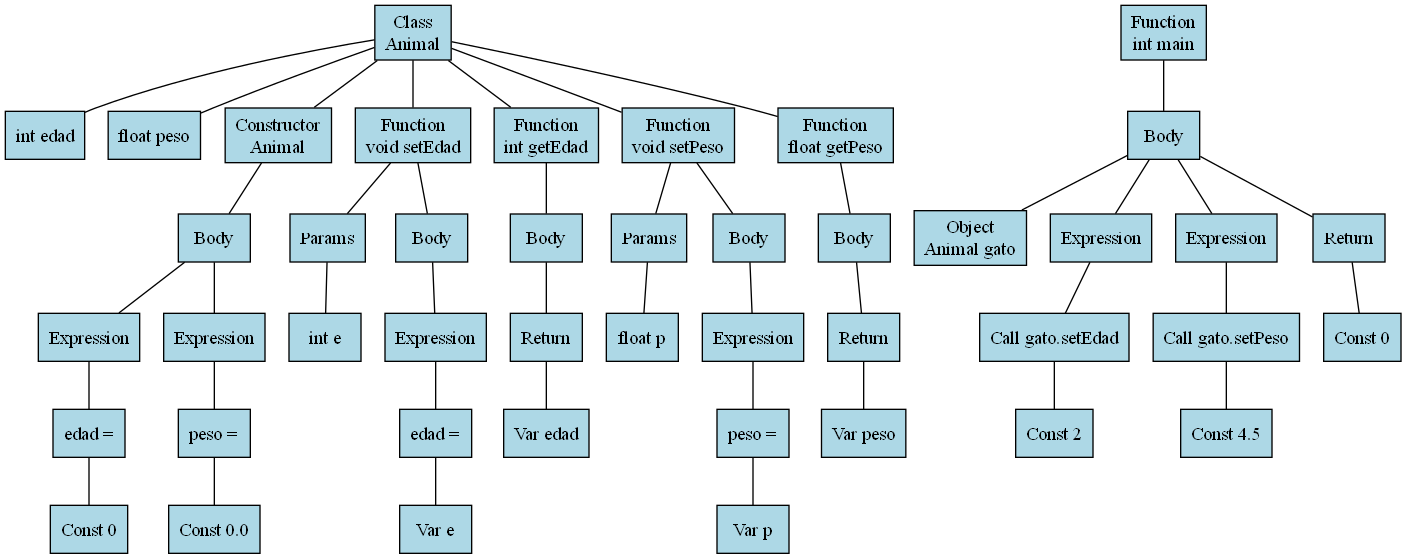 Class
Animal
Function
int main
int edad
float peso
Constructor
Animal
Function
void setEdad
Function
int getEdad
Function
void setPeso
Function
float getPeso
Body
Body
Params
Body
Body
Params
Body
Body
Object
Animal gato
Expression
Expression
Return
Expression
Expression
int e
Expression
Return
float p
Expression
Return
Call gato.setEdad
Call gato.setPeso
Const 0
edad =
peso =
edad =
Var edad
peso =
Var peso
Const 2
Const 4.5
Const 0
Const 0.0
Var e
Var p